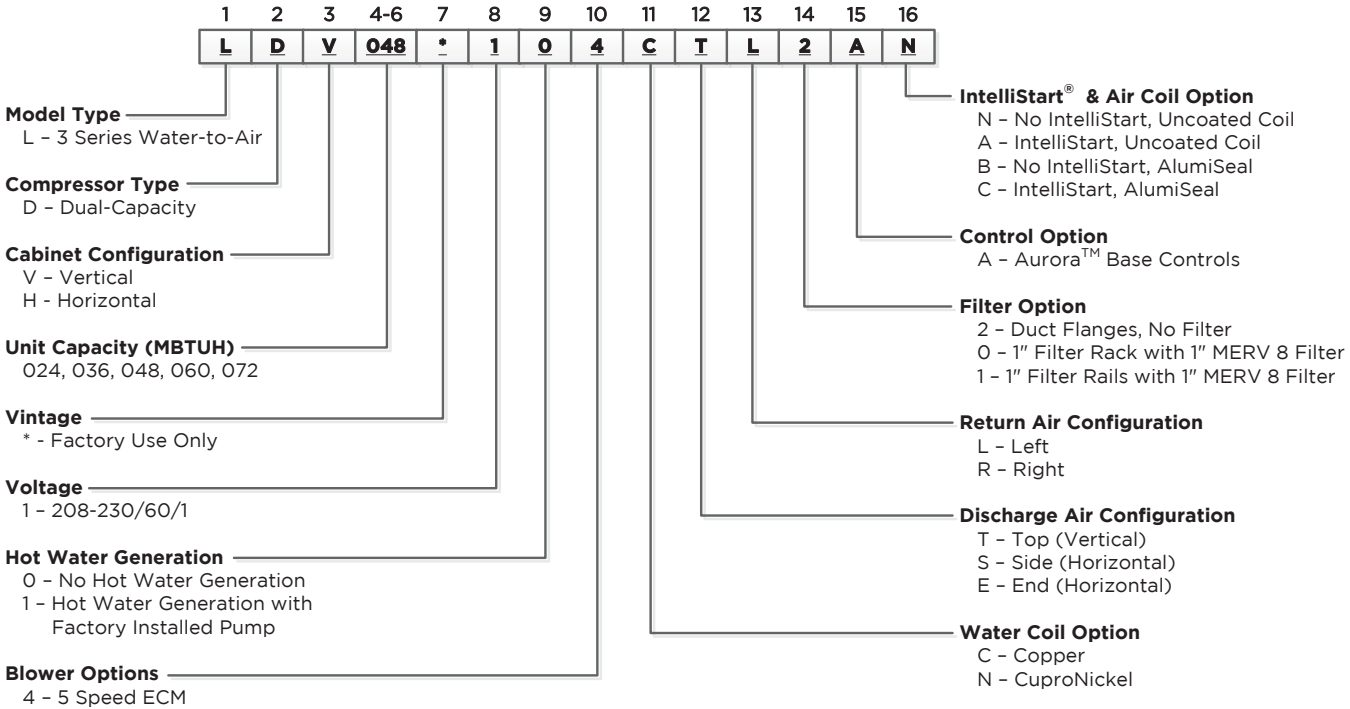 1 2 3 4-6 7 8 9 10 11 12 13 14 15 16
L D V 048 * 1 0 4 C T L 2 A N
Model Type
L – 3 Series Water-to-Air
Compressor Type
D – Dual-Capacity
Cabinet Configuration
V – Vertical
H - Horizontal
Unit Capacity (MBTUH)
024, 036, 048, 060, 072
Vintage
* - Factory Use Only
Voltage
1 – 208-230/60/1
Hot Water Generation
0 – No Hot Water Generation
1 – Hot Water Generation with
Factory Installed Pump
Blower Options
4 – 5 Speed ECM
IntelliStart® & Air Coil Option
N – No IntelliStart, Uncoated Coil
A – IntelliStart, Uncoated Coil
B – No IntelliStart, AlumiSeal
C – IntelliStart, AlumiSeal
Control Option
A – Aurora™ Base Controls
Filter Option
2 – Duct Flanges, No Filter
0 – 1" Filter Rack with 1" MERV 8 Filter
1 – 1" Filter Rails with 1" MERV 8 Filter
Return Air Configuration
L – Left
R – Right
Discharge Air Configuration
T – Top (Vertical)
S – Side (Horizontal)
E – End (Horizontal)
Water Coil Option
C – Copper
N – CuproNickel